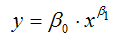 y = β₀ · x^β₁